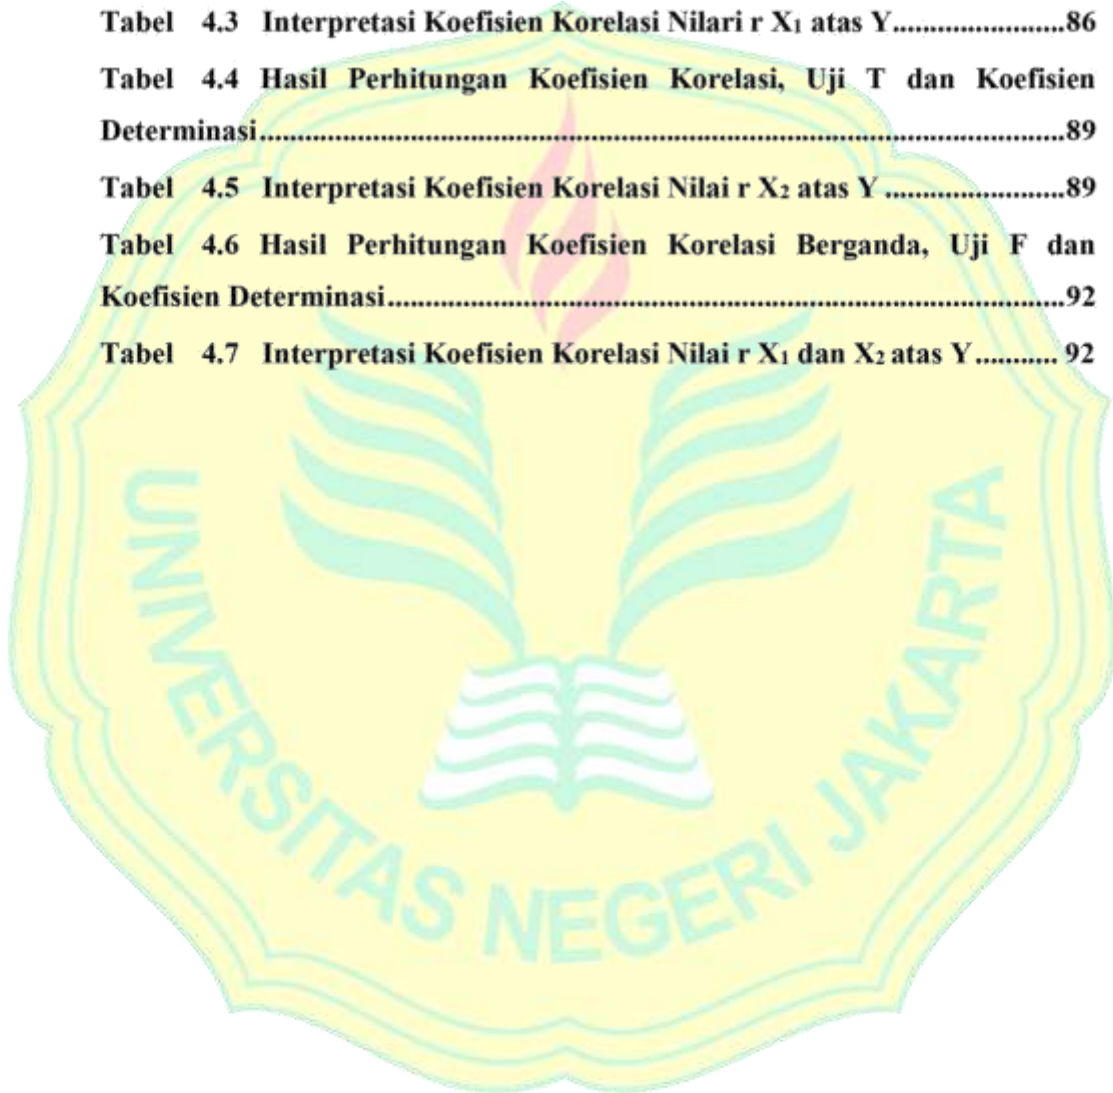 Tabel 4.3 Interpretasi Koefisien Korelasi Nilari r X₁ atas Y.......................86
Tabel 4.4 Hasil Perhitungan Koefisien Korelasi, Uji T dan Koefisien
Determinasi............................................................................................................89
Tabel 4.5 Interpretasi Koefisien Korelasi Nilai r X₂ atas Y ........................89
Tabel 4.6 Hasil Perhitungan Koefisien Korelasi Berganda, Uji F dan
Koefisien Determinasi...........................................................................................92
Tabel 4.7 Interpretasi Koefisien Korelasi Nilai r X₁ dan X₂ atas Y ........... 92
UNIVERSITAS NEGERI JAKARTA